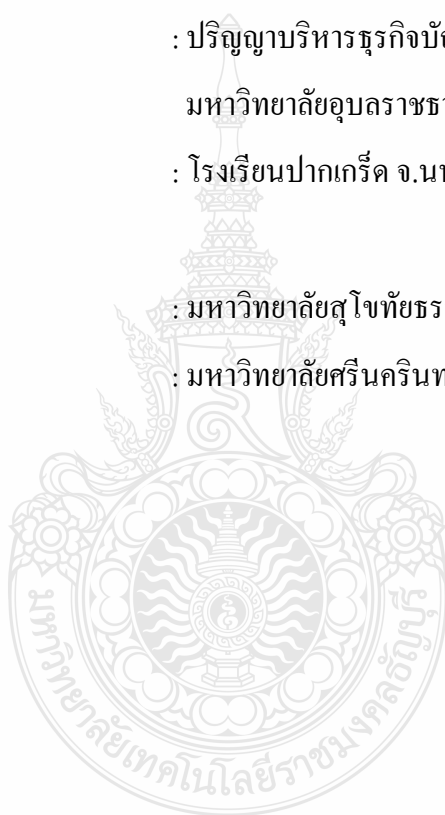 : ปริญญาบริหารธุรกิจบั
มหาวิทยาลัยอุบลราชธา
: โรงเรียนปากเกร็ด จ.น
: มหาวิทยาลัยสุโขทัยธร
: มหาวิทยาลัยศรีนครินท
มหาวิทยาลัยเทคโนโลยีราชมงคลธัญบุรี